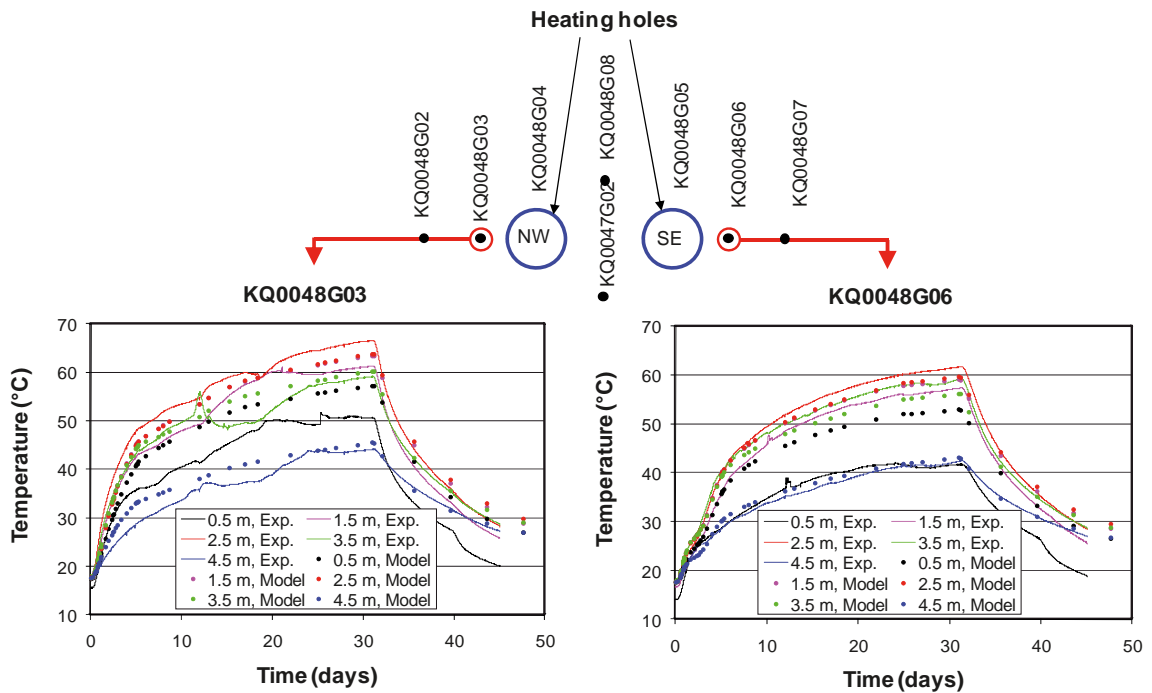 Heating holes
KQ0048G02
KQ0048G03
KQ0048G04
KQ0048G08
KQ0047G02
KQ0048G05
KQ0048G06
KQ0048G07
NW
SE
KQ0048G03
70
60
50
40
30
20
10
0
10
20
30
40
50
Temperature (°C)
Time (days)
0.5 m, Exp.
1.5 m, Exp.
2.5 m, Exp.
3.5 m, Exp.
4.5 m, Exp.
0.5 m, Model
1.5 m, Model
2.5 m, Model
3.5 m, Model
4.5 m, Model
KQ0048G06
70
60
50
40
30
20
10
0
10
20
30
40
50
Temperature (°C)
Time (days)
0.5 m, Exp.
1.5 m, Exp.
2.5 m, Exp.
3.5 m, Exp.
4.5 m, Exp.
0.5 m, Model
1.5 m, Model
2.5 m, Model
3.5 m, Model
4.5 m, Model